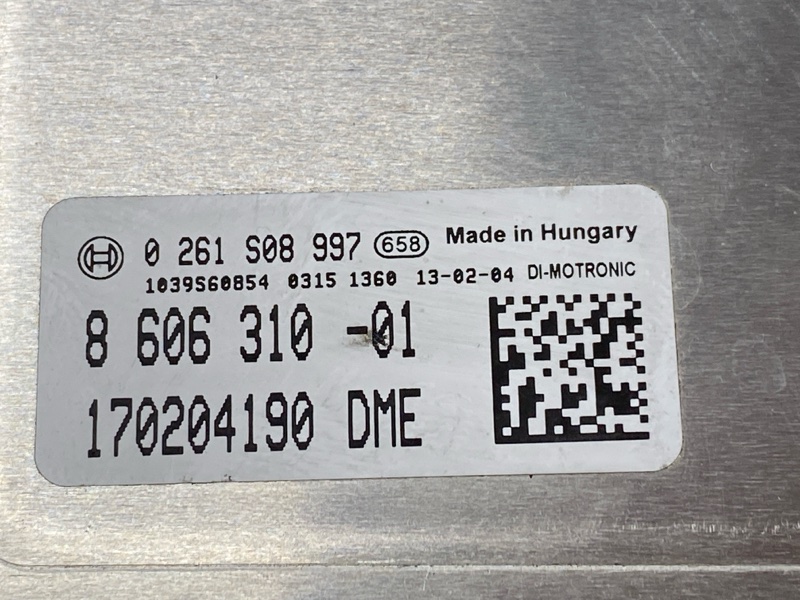 0 261 S08 997 658 Made in Hungary
1039S60854 0315 1360 13-02-04 DI-MOTRONIC
8 606 310 -01
170204190 DME